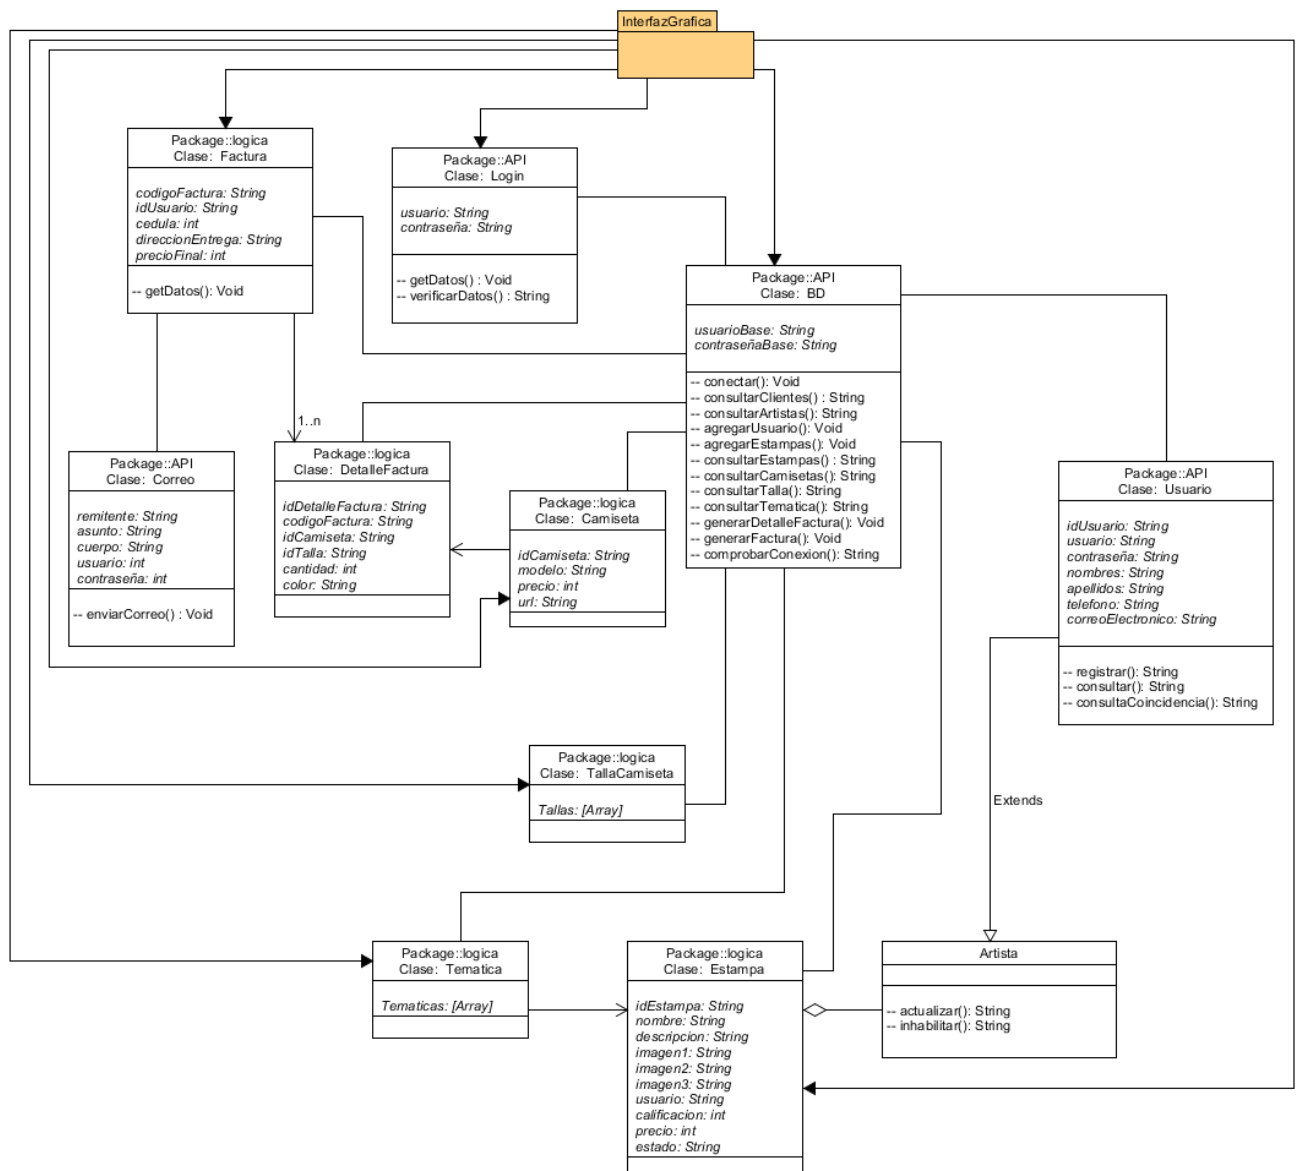 InterfazGrafica
Package::logica
Clase: Factura
codigoFactura: String
idUsuario: String
cedula: int
direccionEntrega: String
precioFinal: int
-- getDatos(): Void
Package::API
Clase: Login
usuario: String
contraseña: String
-- getDatos() : Void
-- verificarDatos() : String
Package::API
Clase: BD
usuarioBase: String
contraseñaBase: String
-- conectar(): Void
-- consultarClientes() : String
-- consultarArtistas(): String
-- agregarUsuario(): Void
-- agregarEstampas(): Void
-- consultarEstampas() : String
-- consultarCamisetas(): String
-- consultarTalla(): String
-- consultarTematica(): String
-- generarDetalleFactura(): Void
-- generarFactura(): Void
-- comprobarConexion(): String
1..n
Package::API
Clase: Correo
remitente: String
asunto: String
cuerpo: String
usuario: int
contraseña: int
-- enviarCorreo() : Void
Package::logica
Clase: DetalleFactura
idDetalleFactura: String
codigoFactura: String
idCamiseta: String
idTalla: String
cantidad: int
color: String
Package::logica
Clase: Camiseta
idCamiseta: String
modelo: String
precio: int
url: String
Package::API
Clase: Usuario
idUsuario: String
usuario: String
contraseña: String
nombres: String
apellidos: String
telefono: String
correoElectronico: String
-- registrar(): String
-- consultar(): String
-- consultaCoincidencia(): String
Package::logica
Clase: TallaCamiseta
Tallas: [Array]
Extends
Package::logica
Clase: Tematica
Tematicas: [Array]
Package::logica
Clase: Estampa
idEstampa: String
nombre: String
descripcion: String
imagen1: String
imagen2: String
imagen3: String
usuario: String
calificacion: int
precio: int
estado: String
Artista
-- actualizar(): String
-- inhabilitar(): String